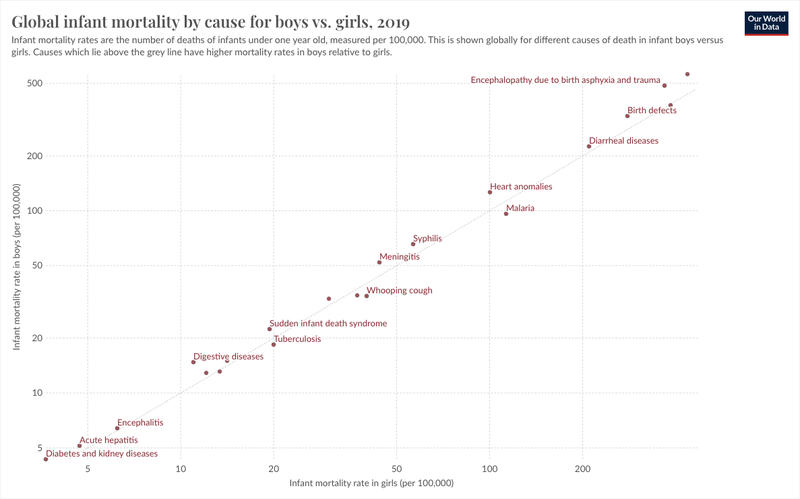 Global infant mortality by cause for boys vs. girls, 2019
Our World
in Data
Infant mortality rates are the number of deaths of infants under one year old, measured per 100,000. This is shown globally for different causes of death in infant boys versus
girls. Causes which lie above the grey line have higher mortality rates in boys relative to girls.
500
Encephalopathy due to birth asphyxia and trauma
Birth defects
Diarrheal diseases
200
Heart anomalies
Malaria
100
Syphilis
Meningitis
50
Whooping cough
Sudden infant death syndrome
Tuberculosis
20
Digestive diseases
10
Encephalitis
Acute hepatitis
5
Diabetes and kidney diseases
Infant mortality rate in boys (per 100,000)
5 10 20 50 100 200
Infant mortality rate in girls (per 100,000)